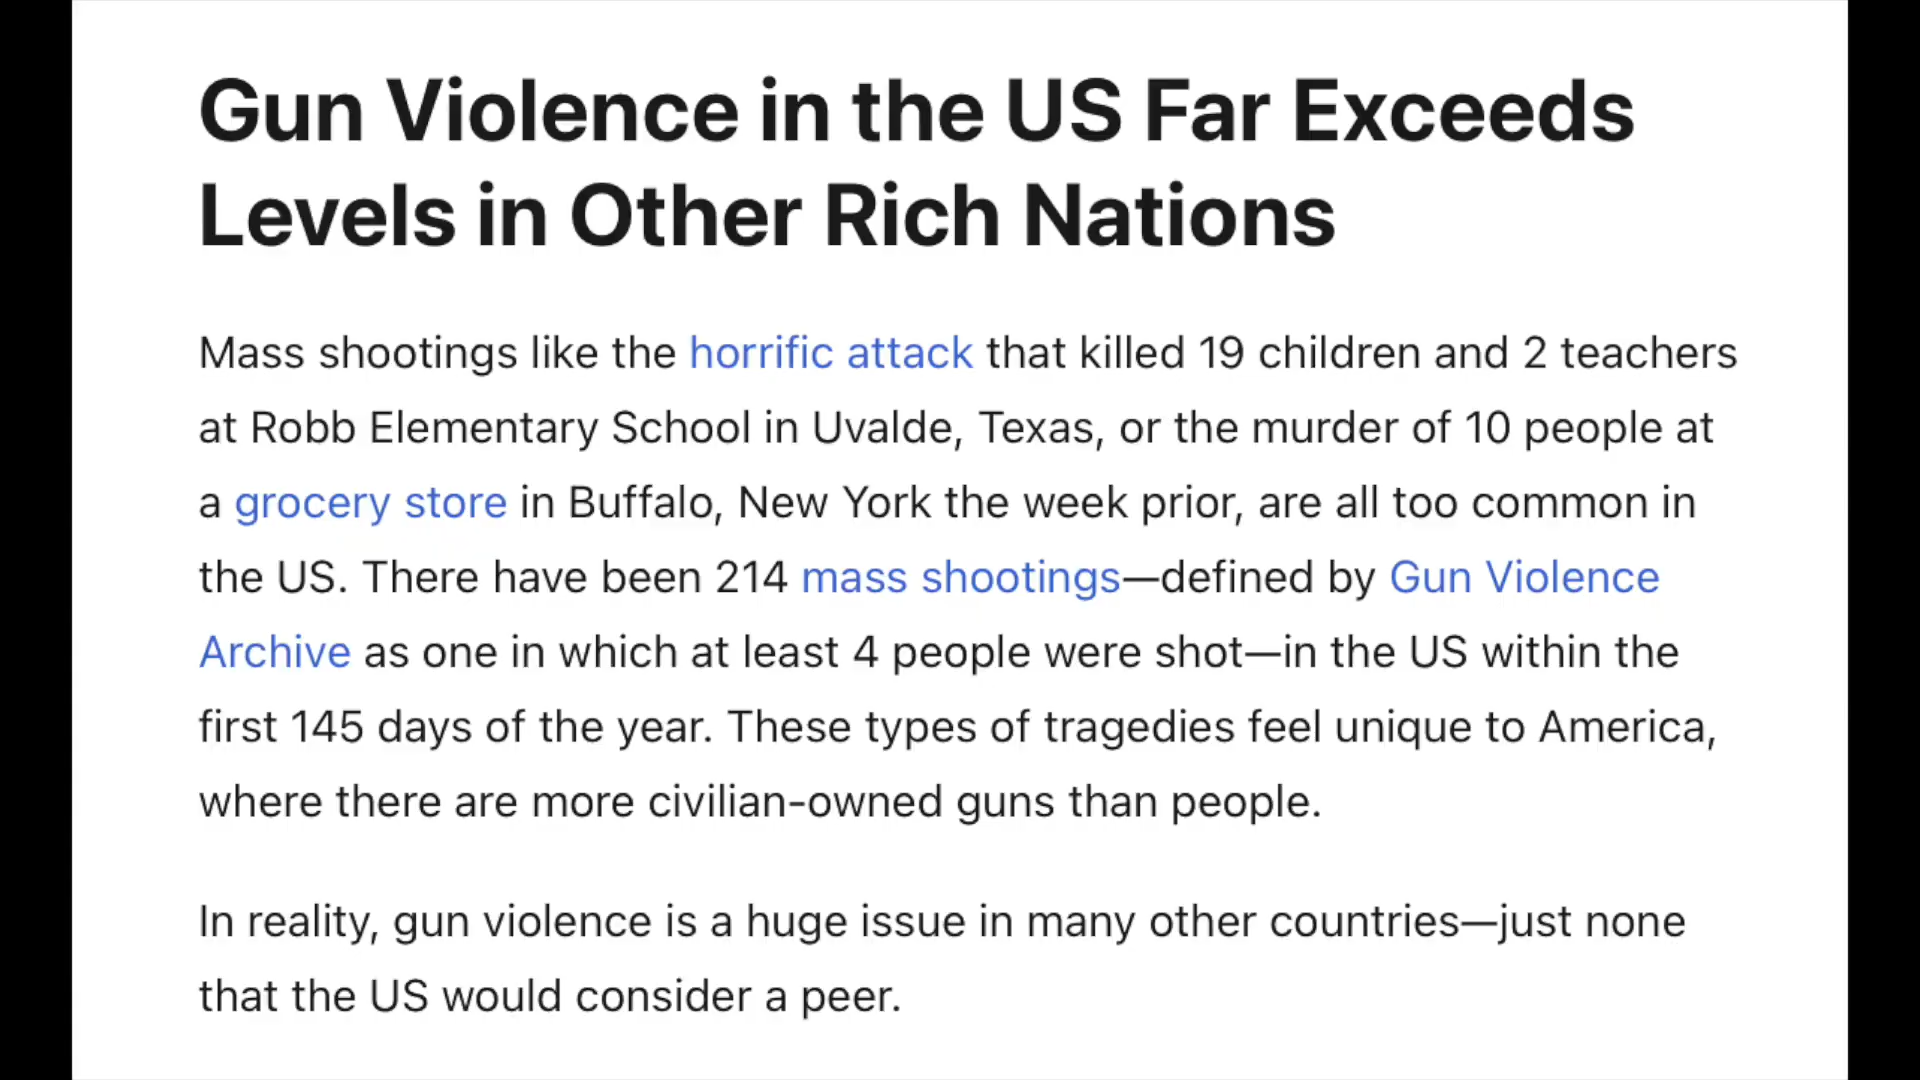 Gun Violence in the US Far Exceeds
Levels in Other Rich Nations
Mass shootings like the horrific attack that killed 19 children and 2 teachers
at Robb Elementary School in Uvalde, Texas, or the murder of 10 people at
a grocery store in Buffalo, New York the week prior, are all too common in
the US. There have been 214 mass shootings—defined by Gun Violence
Archive as one in which at least 4 people were shot—in the US within the
first 145 days of the year. These types of tragedies feel unique to America,
where there are more civilian-owned guns than people.
In reality, gun violence is a huge issue in many other countries—just none
that the US would consider a peer.